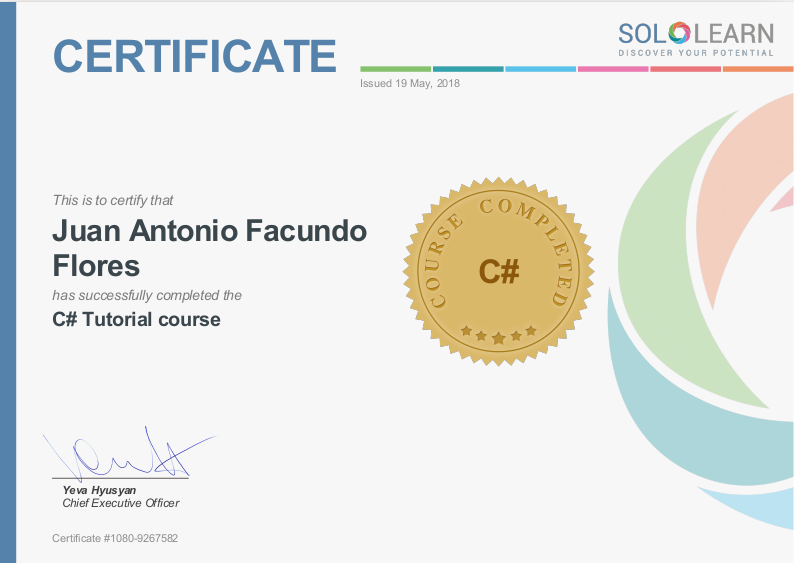 CERTIFICATE
SOLOLEARN
DISCOVER YOUR POTENTIAL
Issued 19 May, 2018
This is to certify that
Juan Antonio Facundo
Flores
has successfully completed the
C# Tutorial course
COURSE COMPLETED
C#
Yeva Hyusyan
Chief Executive Officer
Certificate #1080-9267582